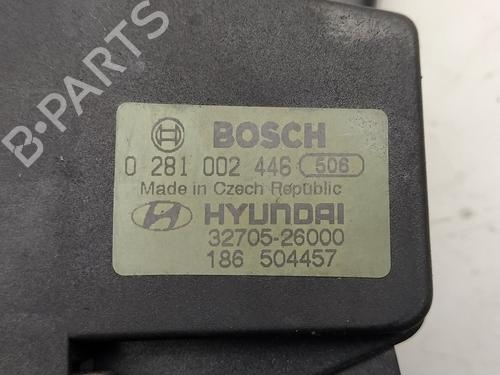 B-PARTS
BOSCH
0 281 002 446 506
Made in Czech Republic
HYUNDAI
32705-26000
186 504457